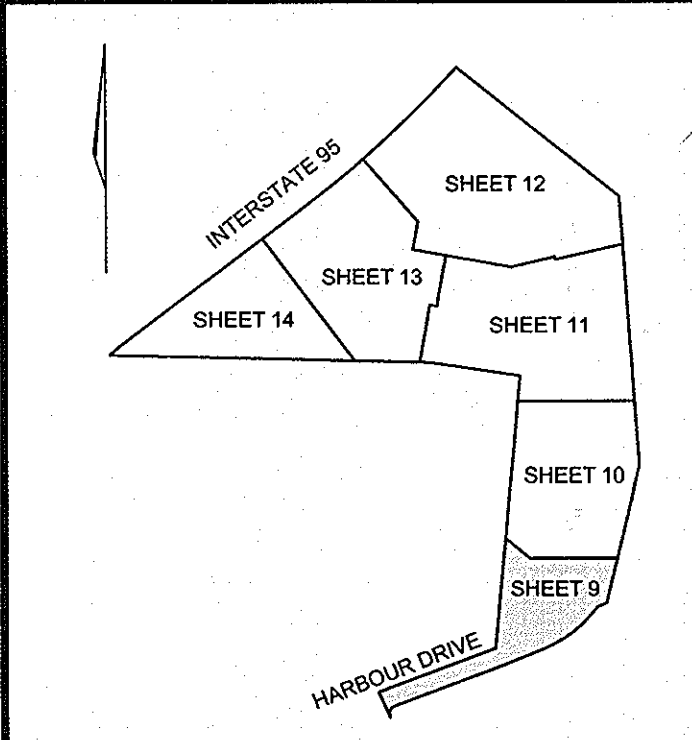 INTERSTATE 95
SHEET 12
SHEET 13
SHEET 14
SHEET 11
SHEET 10
SHEET 9
HARBOUR DRIVE